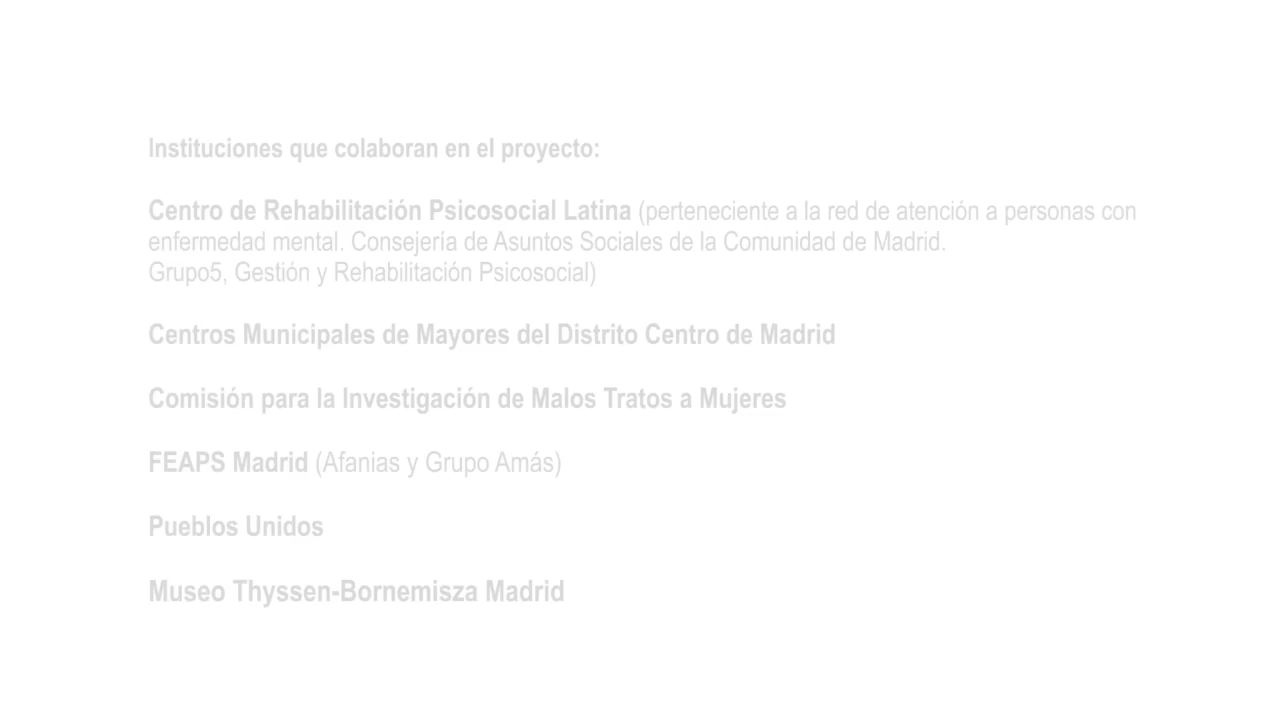 Instituciones que colaboran en el proyecto:
Centro de Rehabilitación Psicosocial Latina (perteneciente a la red de atención a personas con
enfermedad mental. Consejería de Asuntos Sociales de la Comunidad de Madrid.
Grupo5, Gestión y Rehabilitación Psicosocial)
Centros Municipales de Mayores del Distrito Centro de Madrid
Comisión para la Investigación de Malos Tratos a Mujeres
FEAPS Madrid (Afanias y Grupo Amás)
Pueblos Unidos
Museo Thyssen-Bornemisza Madrid